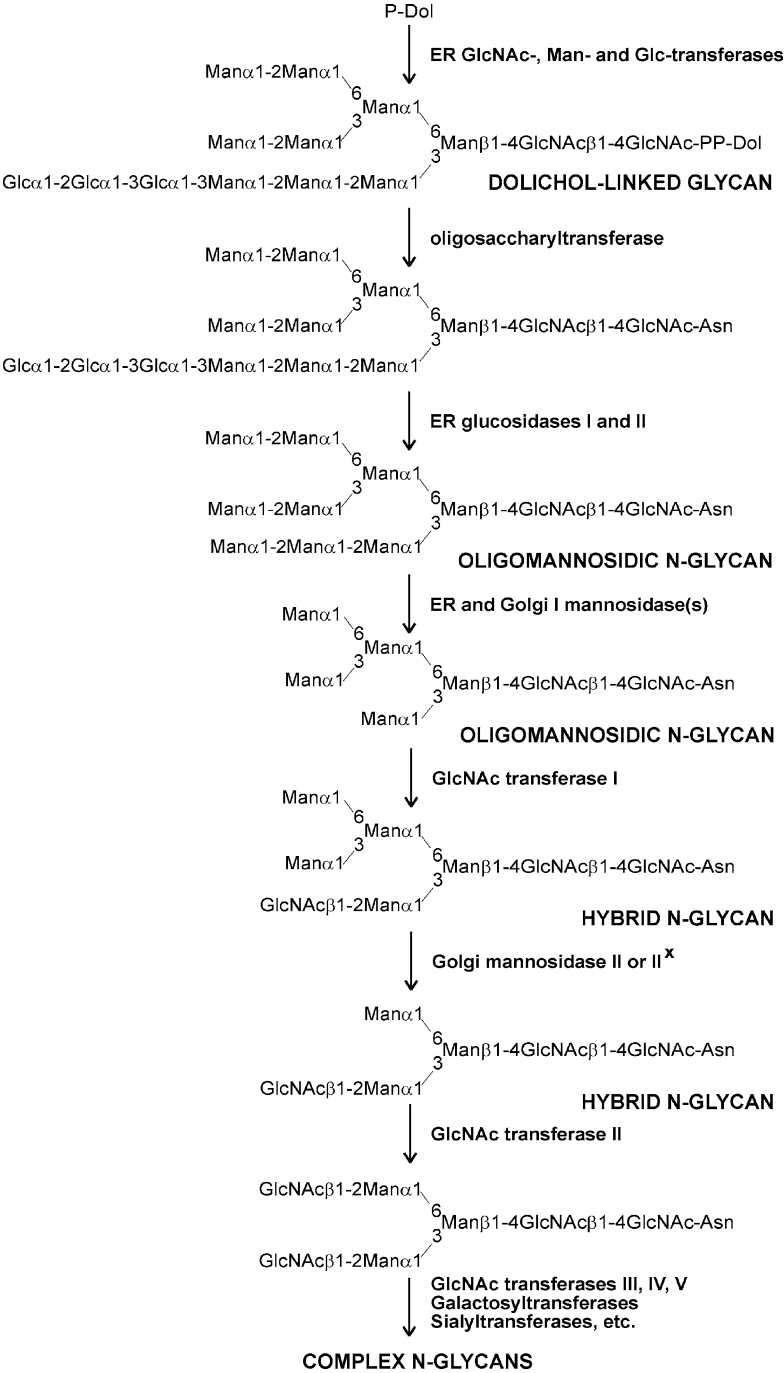 P-Dol
ER GlcNAc-, Man- and Glc-transferases
Manα1-2Manα1
6
Manα1
3
6
Manα1-2Manα1
Manβ1-4GlcNAcβ1-4GlcNAc-PP-Dol
3
Glcα1-2Glcα1-3Glcα1-3Manα1-2Manα1-2Manα1
DOLICHOL-LINKED GLYCAN
oligosaccharyltransferase
Manα1-2Manα1
6
Manα1
3
6
Manα1-2Manα1
Manβ1-4GlcNAcβ1-4GlcNAc-Asn
3
Glcα1-2Glcα1-3Glcα1-3Manα1-2Manα1-2Manα1
ER glucosidases I and II
Manα1-2Manα1
6
Manα1
3
6
Manα1-2Manα1
Manβ1-4GlcNAcβ1-4GlcNAc-Asn
3
Manα1-2Manα1-2Manα1
OLIGOMANNOSIDIC N-GLYCAN
ER and Golgi I mannosidase(s)
Manα1
6
Manα1
3
6
Manα1
Manβ1-4GlcNAcβ1-4GlcNAc-Asn
3
Manα1
OLIGOMANNOSIDIC N-GLYCAN
GlcNAc transferase I
Manα1
6
Manα1
3
6
Manα1
Manβ1-4GlcNAcβ1-4GlcNAc-Asn
3
GlcNAcβ1-2Manα1
HYBRID N-GLYCAN
Golgi mannosidase II or II x
Manα1
6
Manβ1-4GlcNAcβ1-4GlcNAc-Asn
3
GlcNAcβ1-2Manα1
HYBRID N-GLYCAN
GlcNAc transferase II
GlcNAcβ1-2Manα1
6
Manβ1-4GlcNAcβ1-4GlcNAc-Asn
3
GlcNAcβ1-2Manα1
GlcNAc transferases III, IV, V
Galactosyltransferases
Sialyltransferases, etc.
COMPLEX N-GLYCANS